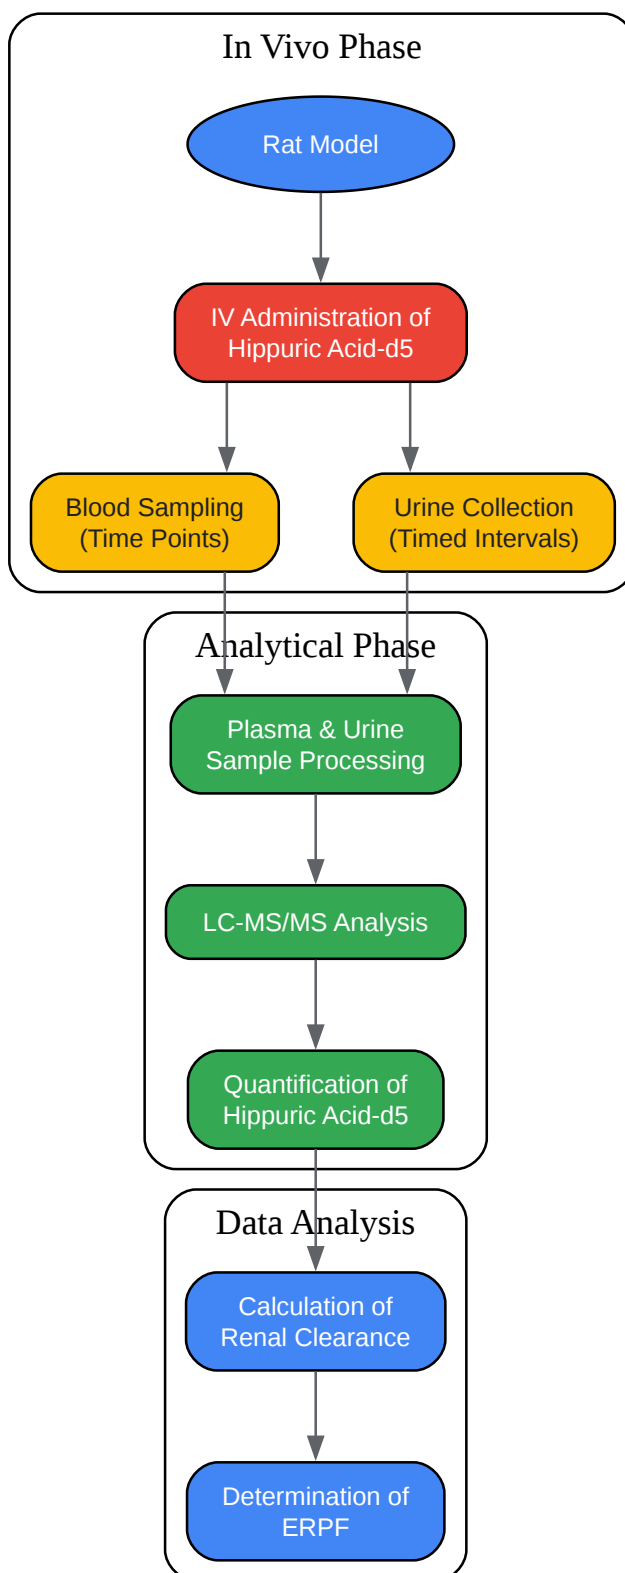 In Vivo Phase
Rat Model
IV Administration of
Hippuric Acid-d5
Blood Sampling
(Time Points)
Urine Collection
(Timed Intervals)
Analytical Phase
Plasma & Urine
Sample Processing
LC-MS/MS Analysis
Quantification of
Hippuric Acid-d5
Data Analysis
Calculation of
Renal Clearance
Determination of
ERPF